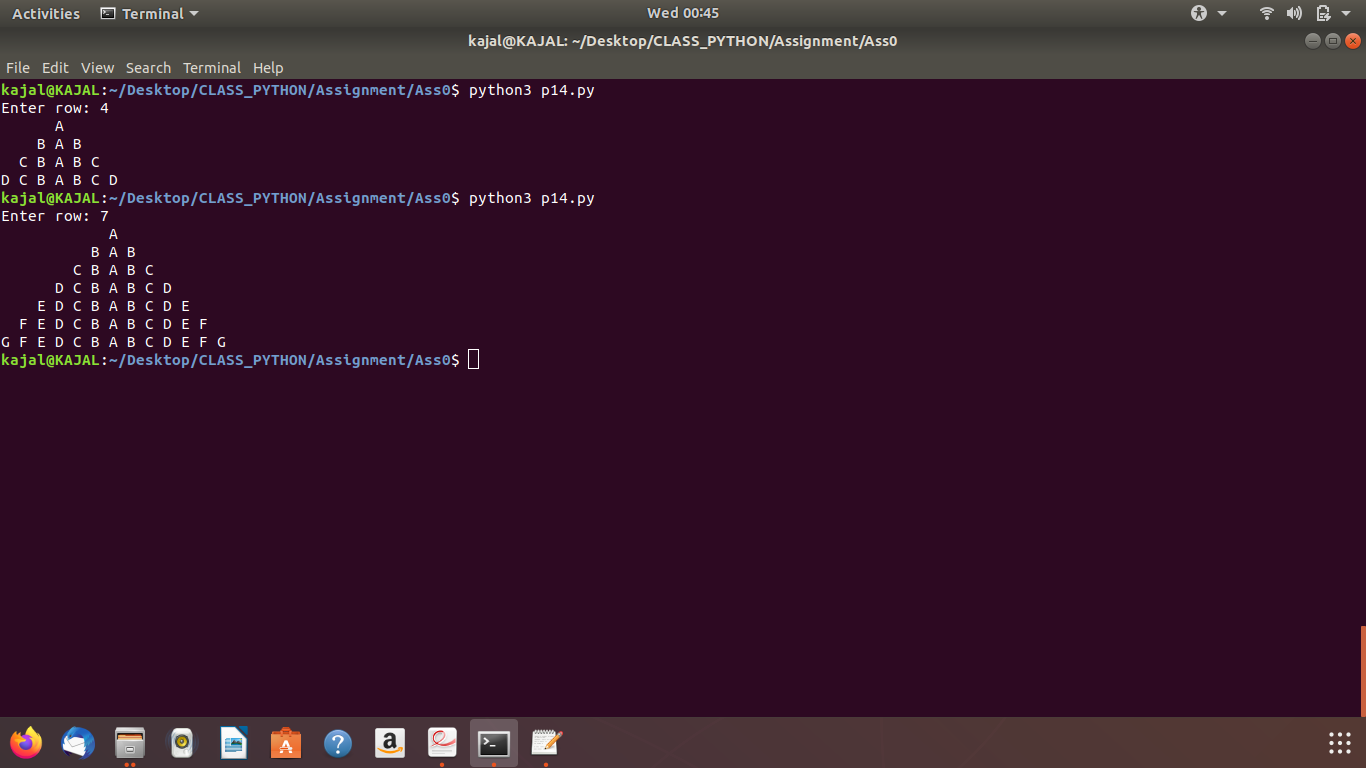 Activities Terminal Wed 00:45
kajal@KAJAL: ~/Desktop/CLASS_PYTHON/Assignment/Ass0
File Edit View Search Terminal Help
kajal@KAJAL:~/Desktop/CLASS_PYTHON/Assignment/Ass0$ python3 p14.py
Enter row: 4
      A
    B A B
  C B A B C
D C B A B C D
kajal@KAJAL:~/Desktop/CLASS_PYTHON/Assignment/Ass0$ python3 p14.py
Enter row: 7
            A
          B A B
        C B A B C
      D C B A B C D
    E D C B A B C D E
  F E D C B A B C D E F
G F E D C B A B C D E F G
kajal@KAJAL:~/Desktop/CLASS_PYTHON/Assignment/Ass0$